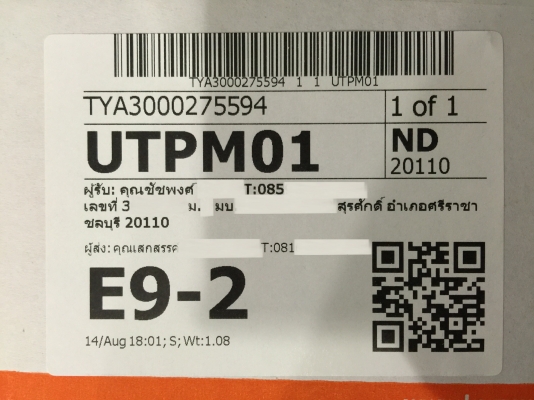 TYA3000275594 1 1 UTPM01
TYA3000275594 1 of 1
UTPM01 ND
20110
ผู้รับ: คุณชัชพงศ์ T:085
เลขที่ 3 ม. มบ สุรศักดิ์ อำเภอศรีราชา
ชลบุรี 20110
ผู้ส่ง: คุณเสกสรรค T:081
E9-2
14/Aug 18:01; S; Wt:1.08